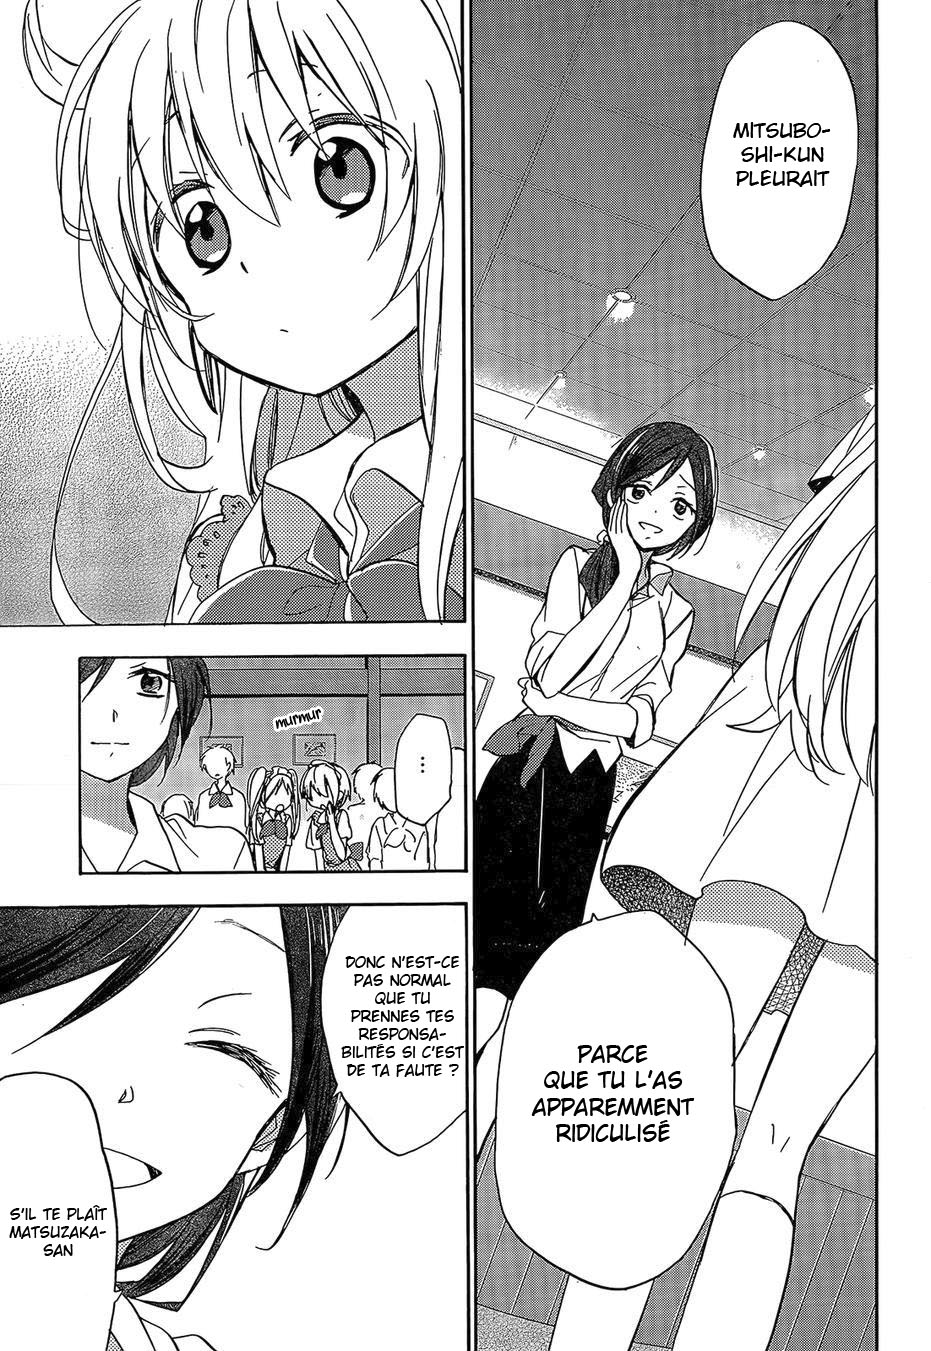 MITSUBO-
SHI-KUN
PLEURAIT
PARCE
QUE TU L'AS
APPAREMMENT
RIDICULISÉ
murmur
...
DONC N'EST-CE
PAS NORMAL
QUE TU
PRENNES TES
RESPONSA-
BILITÉS SI C'EST
DE TA FAUTE ?
S'IL TE PLAÎT
MATSUZAKA-
SAN